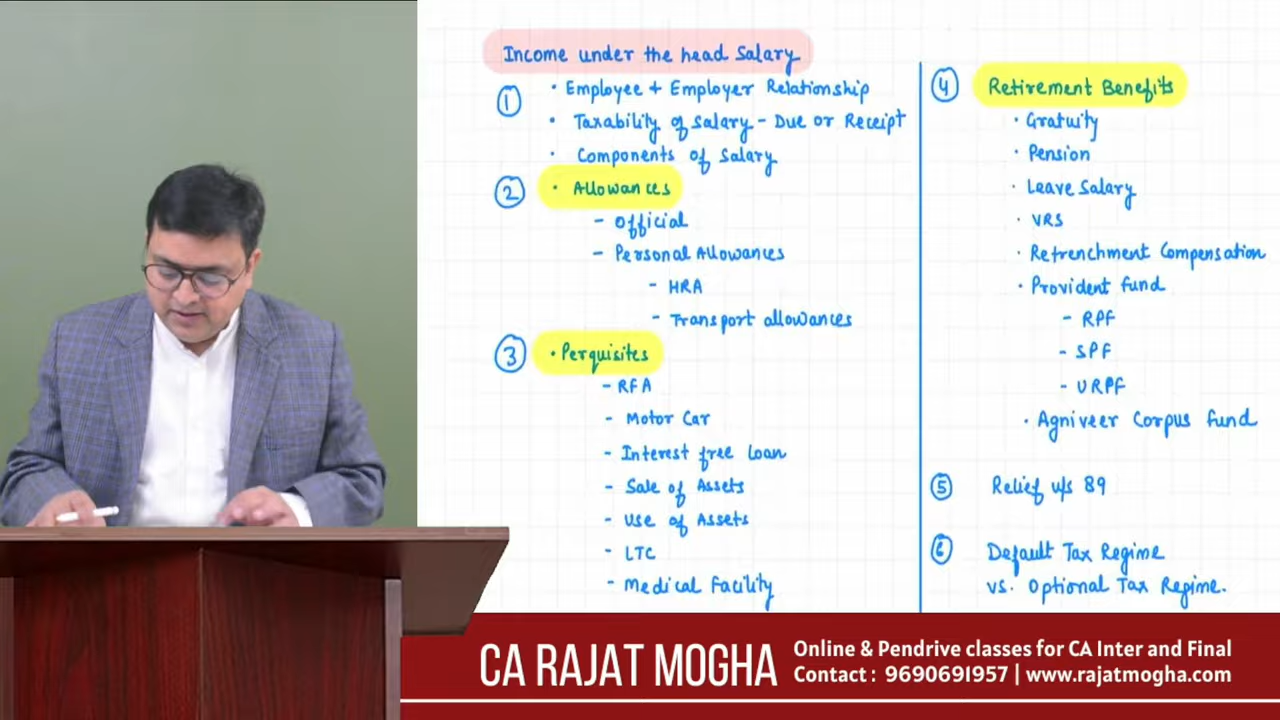 Income under the head Salary
① • Employee + Employer Relationship
• Taxability of salary - Due or Receipt
• Components of Salary
② • Allowances
- Official
- Personal Allowances
- HRA
- Transport allowances
③ • Perquisites
- RFA
- Motor Car
- Interest free loan
- Sale of Assets
- Use of Assets
- LTC
- Medical Facility
④ Retirement Benefits
• Gratuity
• Pension
• Leave Salary
• VRS
• Retrenchment Compensation
• Provident fund
- RPF
- SPF
- URPF
• Agniveer Corpus fund
⑤ Relief u/s 89
⑥ Default Tax Regime
vs. Optional Tax Regime.
CA RAJAT MOGHA
Online & Pendrive classes for CA Inter and Final
Contact : 9690691957 | www.rajatmogha.com